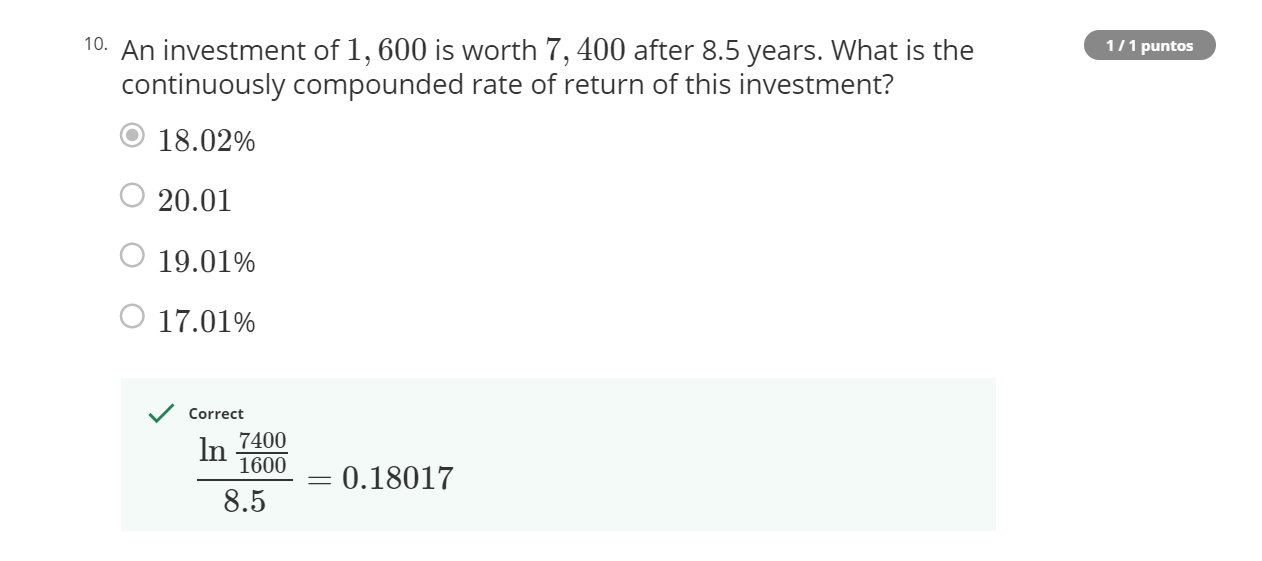 10. An investment of 1, 600 is worth 7, 400 after 8.5 years. What is the
1 / 1 puntos
continuously compounded rate of return of this investment?
18.02%
20.01
19.01%
17.01%
Correct
ln 7400/1600 / 8.5 = 0.18017